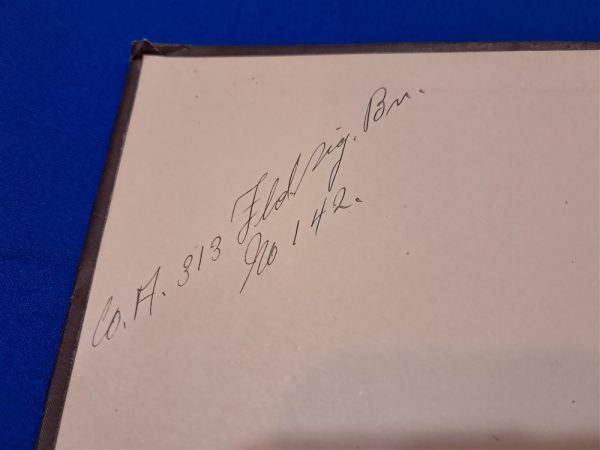 Co. A. 313 Fld. Sig. Bn.
No 142.